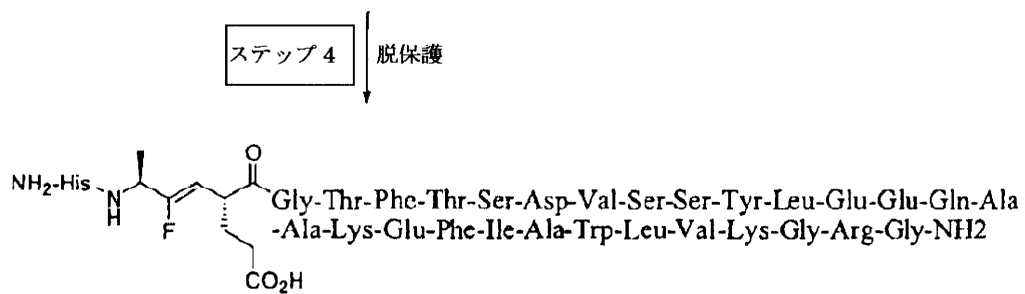 ステップ 4
脱保護
O
NH2-His
N
H
F
Gly-Thr-Phe-Thr-Ser-Asp-Val-Ser-Ser-Tyr-Leu-Glu-Glu-Gln-Ala
-Ala-Lys-Glu-Phe-Ile-Ala-Trp-Leu-Val-Lys-Gly-Arg-Gly-NH2
CO2H